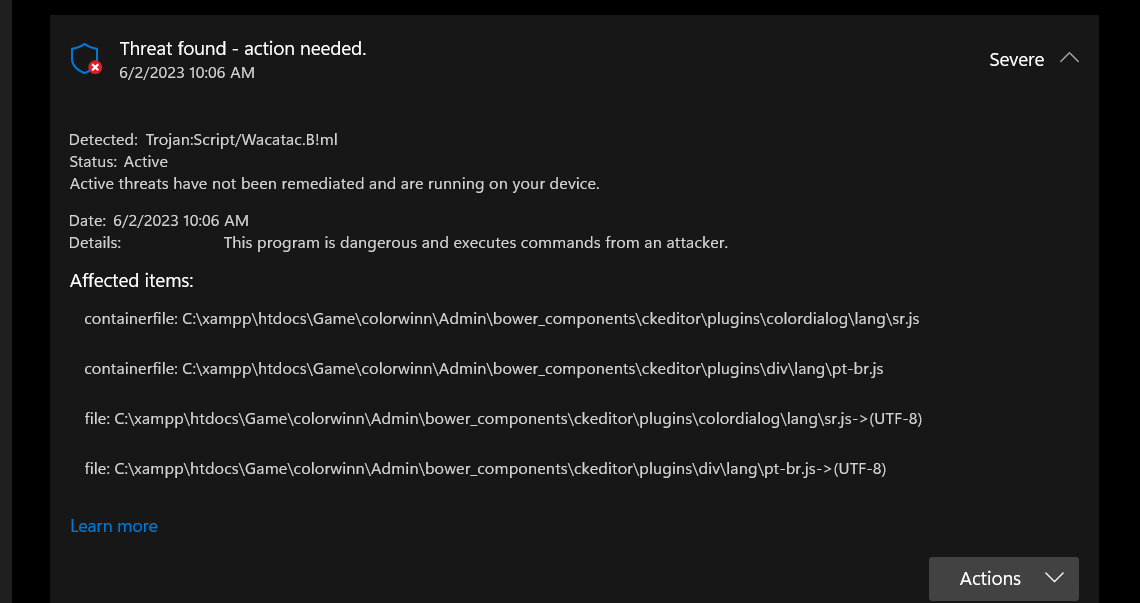 Threat found - action needed.
6/2/2023 10:06 AM
Severe
Detected: Trojan:Script/Wacatac.B!ml
Status: Active
Active threats have not been remediated and are running on your device.
Date: 6/2/2023 10:06 AM
Details: This program is dangerous and executes commands from an attacker.
Affected items:
containerfile: C:\xampp\htdocs\Game\colorwinn\Admin\bower_components\ckeditor\plugins\colordialog\lang\sr.js
containerfile: C:\xampp\htdocs\Game\colorwinn\Admin\bower_components\ckeditor\plugins\div\lang\pt-br.js
file: C:\xampp\htdocs\Game\colorwinn\Admin\bower_components\ckeditor\plugins\colordialog\lang\sr.js->(UTF-8)
file: C:\xampp\htdocs\Game\colorwinn\Admin\bower_components\ckeditor\plugins\div\lang\pt-br.js->(UTF-8)
Learn more
Actions